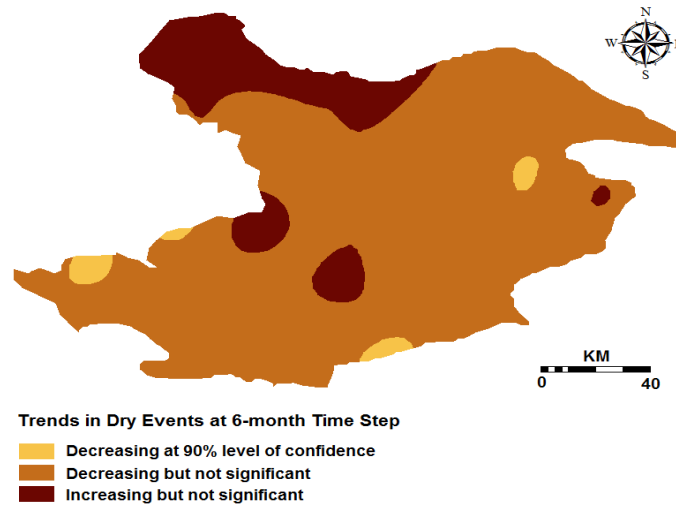 N
W
S
KM
0 40
Trends in Dry Events at 6-month Time Step
Decreasing at 90% level of confidence
Decreasing but not significant
Increasing but not significant